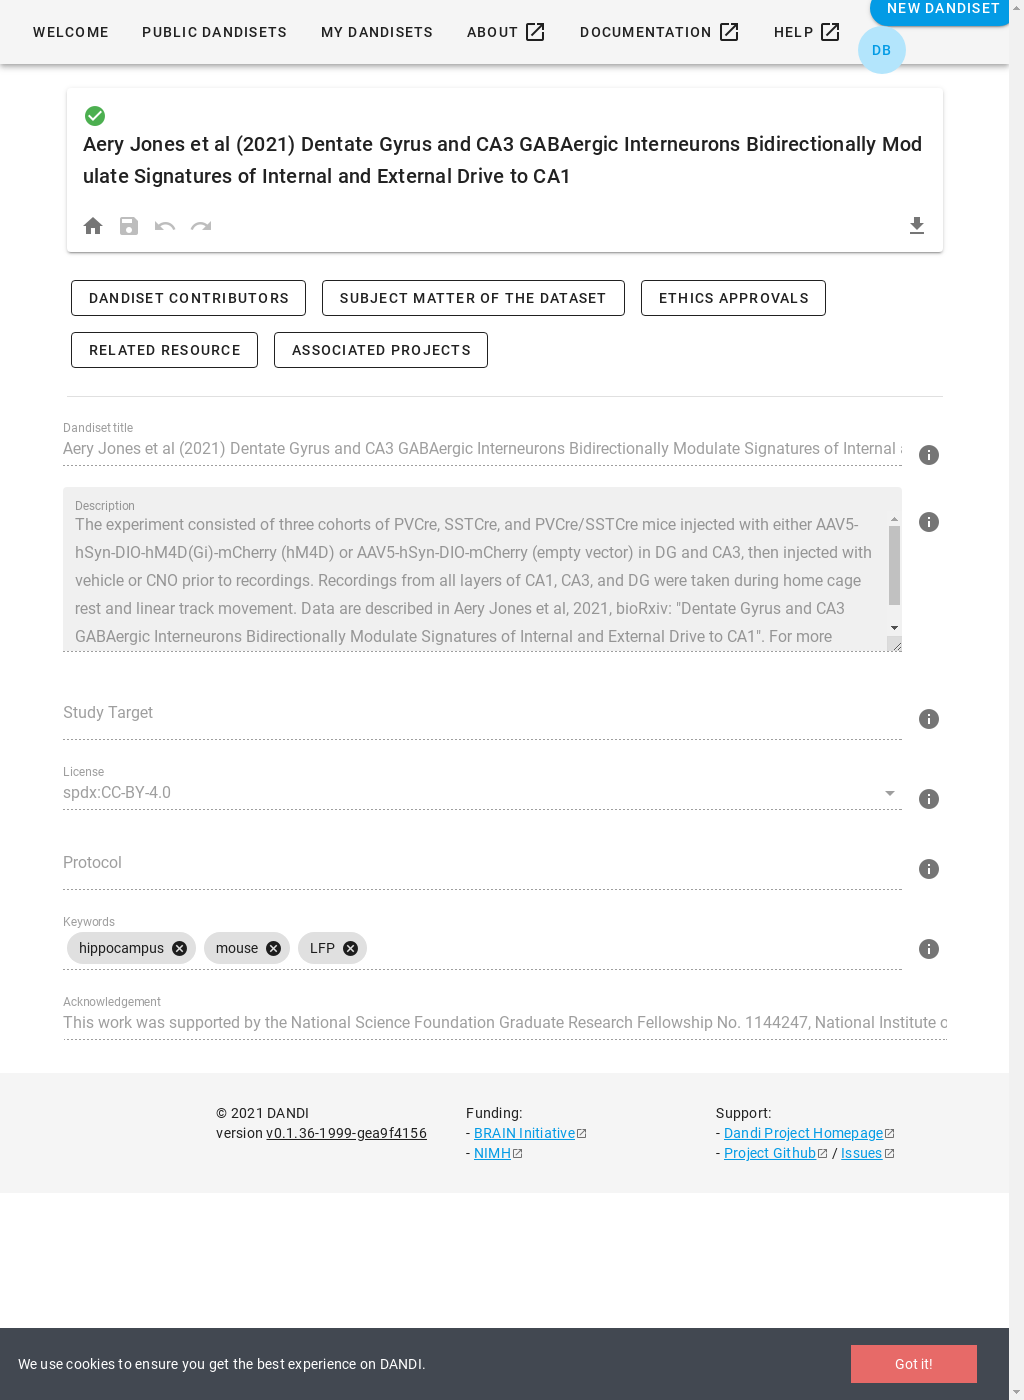 NEW DANDISET
WELCOME PUBLIC DANDISETS MY DANDISETS ABOUT DOCUMENTATION HELP
DB
Aery Jones et al (2021) Dentate Gyrus and CA3 GABAergic Interneurons Bidirectionally Mod
ulate Signatures of Internal and External Drive to CA1
DANDISET CONTRIBUTORS SUBJECT MATTER OF THE DATASET ETHICS APPROVALS
RELATED RESOURCE ASSOCIATED PROJECTS
Dandiset title
Aery Jones et al (2021) Dentate Gyrus and CA3 GABAergic Interneurons Bidirectionally Modulate Signatures of Internal
Description
The experiment consisted of three cohorts of PVCre, SSTCre, and PVCre/SSTCre mice injected with either AAV5-
hSyn-DIO-hM4D(Gi)-mCherry (hM4D) or AAV5-hSyn-DIO-mCherry (empty vector) in DG and CA3, then injected with
vehicle or CNO prior to recordings. Recordings from all layers of CA1, CA3, and DG were taken during home cage
rest and linear track movement. Data are described in Aery Jones et al, 2021, bioRxiv: "Dentate Gyrus and CA3
GABAergic Interneurons Bidirectionally Modulate Signatures of Internal and External Drive to CA1". For more
Study Target
License
spdx:CC-BY-4.0
Protocol
Keywords
hippocampus mouse LFP
Acknowledgement
This work was supported by the National Science Foundation Graduate Research Fellowship No. 1144247, National Institute
© 2021 DANDI Funding: Support:
version v0.1.36-1999-gea9f4156 - BRAIN Initiative - Dandi Project Homepage
- NIMH - Project Github / Issues
We use cookies to ensure you get the best experience on DANDI. Got it!